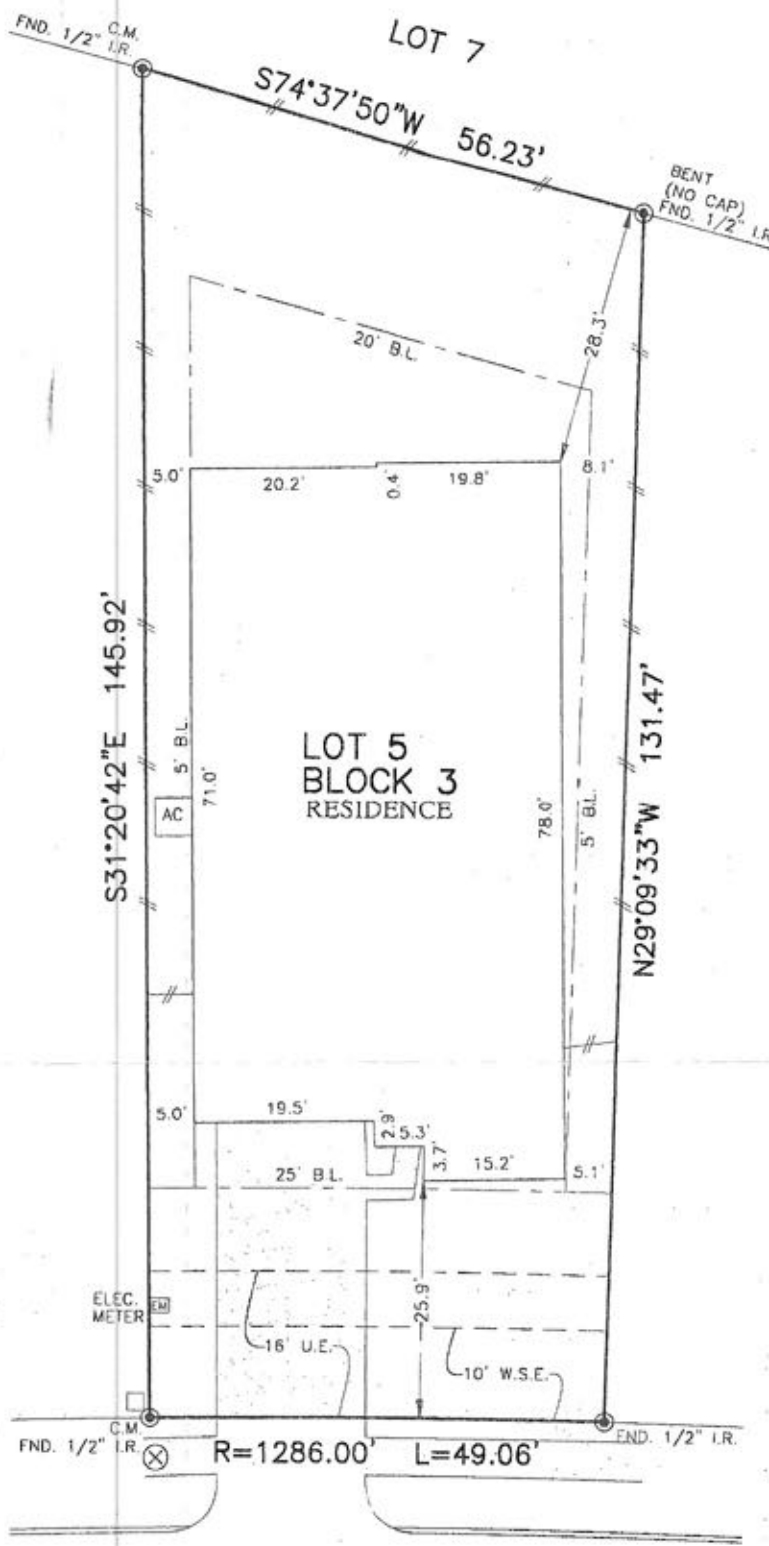 LOT 7
C.M.
FND. 1/2" I.R.
S74°37'50"W 56.23'
BENT
(NO CAP)
FND. 1/2" I.R.
28.3'
20' B.L.
5.0'
20.2'
0.4'
19.8'
8.1'
S31°20'42"E 145.92'
5' B.L.
71.0'
AC
LOT 5
BLOCK 3
RESIDENCE
78.0'
5' B.L.
N29°09'33"W 131.47'
5.0'
19.5'
2.9'
5.3'
3.7'
15.2'
5.1'
25' B.L.
25.9'
ELEC.
METER
EM
16' U.E.
10' W.S.E.
C.M.
FND. 1/2" I.R.
FND. 1/2" I.R.
R=1286.00' L=49.06'